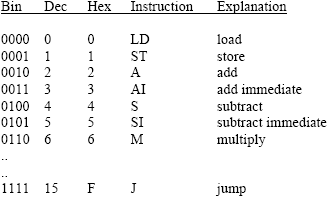 Bin Dec Hex Instruction Explanation
0000 0 0 LD load
0001 1 1 ST store
0010 2 2 A add
0011 3 3 AI add immediate
0100 4 4 S subtract
0101 5 5 SI subtract immediate
0110 6 6 M multiply
..
..
1111 15 F J jump